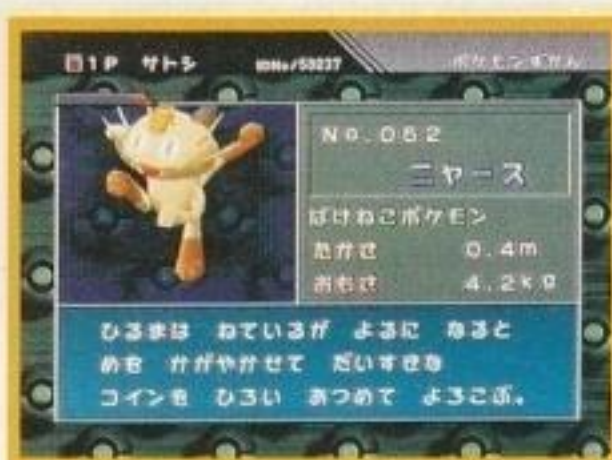 1P サトシ IDNo/59237 ポケモンずかん
No.052
ニャース
ばけねこポケモン
たかさ 0.4m
おもさ 4.2kg
ひるまは ねているが よるに なると
めを かがやかせて だいすきな
コインを ひろい あつめて よろこぶ。